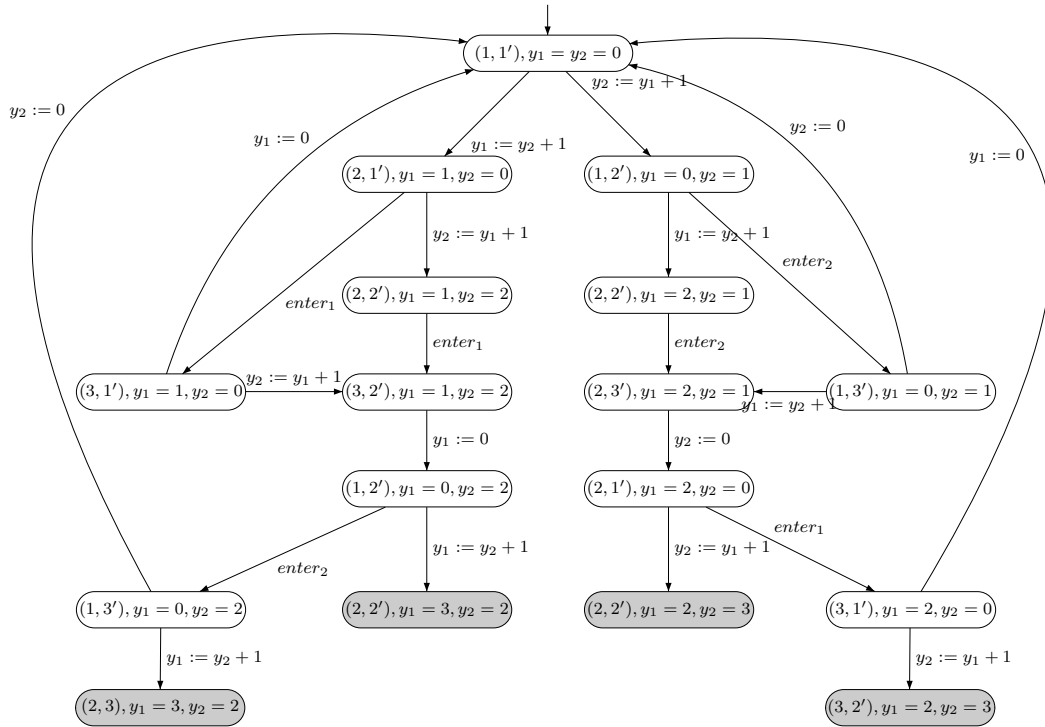 (1, 1′), y₁ = y₂ = 0
y₂ := y₁ + 1
y₂ := 0
y₁ := 0
y₂ := 0
y₁ := y₂ + 1
y₁ := 0
(2, 1′), y₁ = 1, y₂ = 0
(1, 2′), y₁ = 0, y₂ = 1
y₂ := y₁ + 1
y₁ := y₂ + 1
enter₂
(2, 2′), y₁ = 1, y₂ = 2
(2, 2′), y₁ = 2, y₂ = 1
enter₁
enter₁
enter₂
(3, 1′), y₁ = 1, y₂ = 0
y₂ := y₁ + 1
(3, 2′), y₁ = 1, y₂ = 2
(2, 3′), y₁ = 2, y₂ = 1
y₁ := y₂ + 1
(1, 3′), y₁ = 0, y₂ = 1
y₁ := 0
y₂ := 0
(1, 2′), y₁ = 0, y₂ = 2
(2, 1′), y₁ = 2, y₂ = 0
enter₂
y₁ := y₂ + 1
y₂ := y₁ + 1
enter₁
(1, 3′), y₁ = 0, y₂ = 2
(2, 2′), y₁ = 3, y₂ = 2
(2, 2′), y₁ = 2, y₂ = 3
(3, 1′), y₁ = 2, y₂ = 0
y₁ := y₂ + 1
y₂ := y₁ + 1
(2, 3), y₁ = 3, y₂ = 2
(3, 2′), y₁ = 2, y₂ = 3